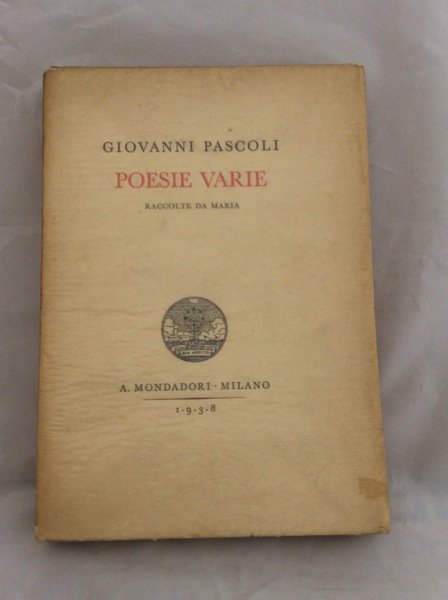 GIOVANNI PASCOLI
POESIE VARIE
RACCOLTE DA MARIA
A. MONDADORI · MILANO
1·9·3·8